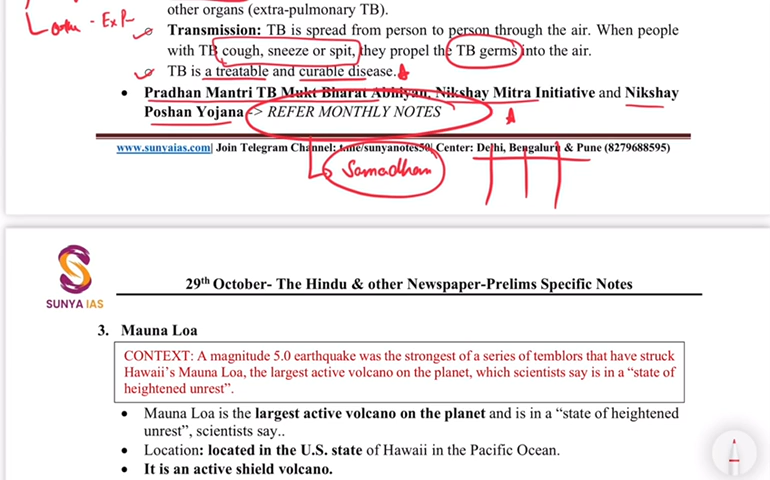 other organs (extra-pulmonary TB).
Transmission: TB is spread from person to person through the air. When people
with TB cough, sneeze or spit, they propel the TB germs into the air.
TB is a treatable and curable disease.
• Pradhan Mantri TB Mukt Bharat Abhiyan, Nikshay Mitra Initiative and Nikshay
Poshan Yojana -> REFER MONTHLY NOTES
www.sunyaias.com| Join Telegram Channel: t.me/sunyanotes50| Center: Delhi, Bengaluru & Pune (8279688595)
Samadhan
SUNYA IAS
29th October- The Hindu & other Newspaper-Prelims Specific Notes
3. Mauna Loa
CONTEXT: A magnitude 5.0 earthquake was the strongest of a series of temblors that have struck
Hawaii's Mauna Loa, the largest active volcano on the planet, which scientists say is in a “state of
heightened unrest”.
• Mauna Loa is the largest active volcano on the planet and is in a “state of heightened
unrest”, scientists say..
• Location: located in the U.S. state of Hawaii in the Pacific Ocean.
• It is an active shield volcano.